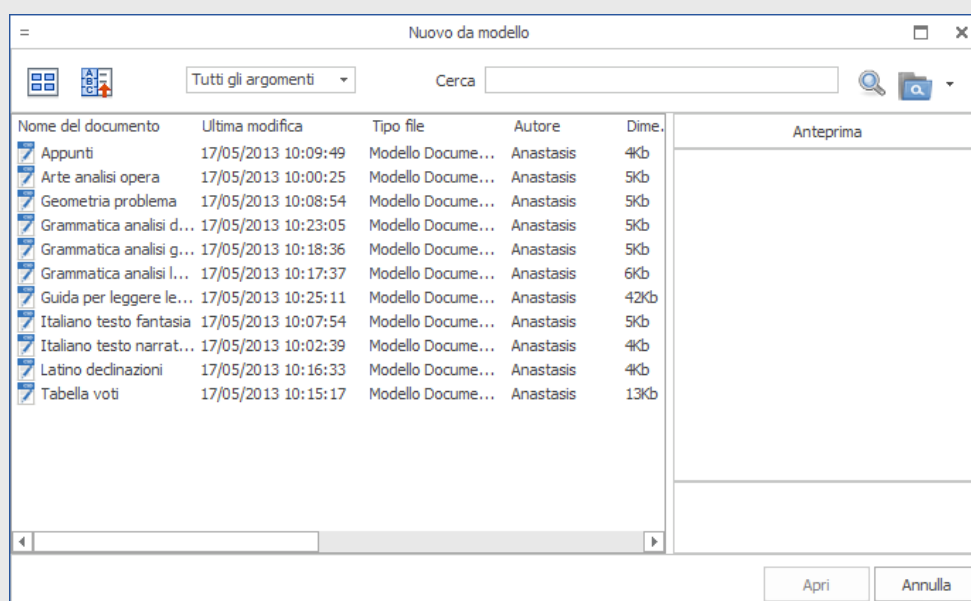 Nuovo da modello
Tutti gli argomenti Cerca
Nome del documento Ultima modifica Tipo file Autore Dime. Anteprima
Appunti 17/05/2013 10:09:49 Modello Docume... Anastasis 4Kb
Arte analisi opera 17/05/2013 10:00:25 Modello Docume... Anastasis 5Kb
Geometria problema 17/05/2013 10:08:54 Modello Docume... Anastasis 5Kb
Grammatica analisi d... 17/05/2013 10:23:05 Modello Docume... Anastasis 5Kb
Grammatica analisi g... 17/05/2013 10:18:36 Modello Docume... Anastasis 5Kb
Grammatica analisi l... 17/05/2013 10:17:37 Modello Docume... Anastasis 6Kb
Guida per leggere le... 17/05/2013 10:25:11 Modello Docume... Anastasis 42Kb
Italiano testo fantasia 17/05/2013 10:07:54 Modello Docume... Anastasis 5Kb
Italiano testo narrat... 17/05/2013 10:02:39 Modello Docume... Anastasis 4Kb
Latino declinazioni 17/05/2013 10:16:33 Modello Docume... Anastasis 4Kb
Tabella voti 17/05/2013 10:15:17 Modello Docume... Anastasis 13Kb
Apri Annulla